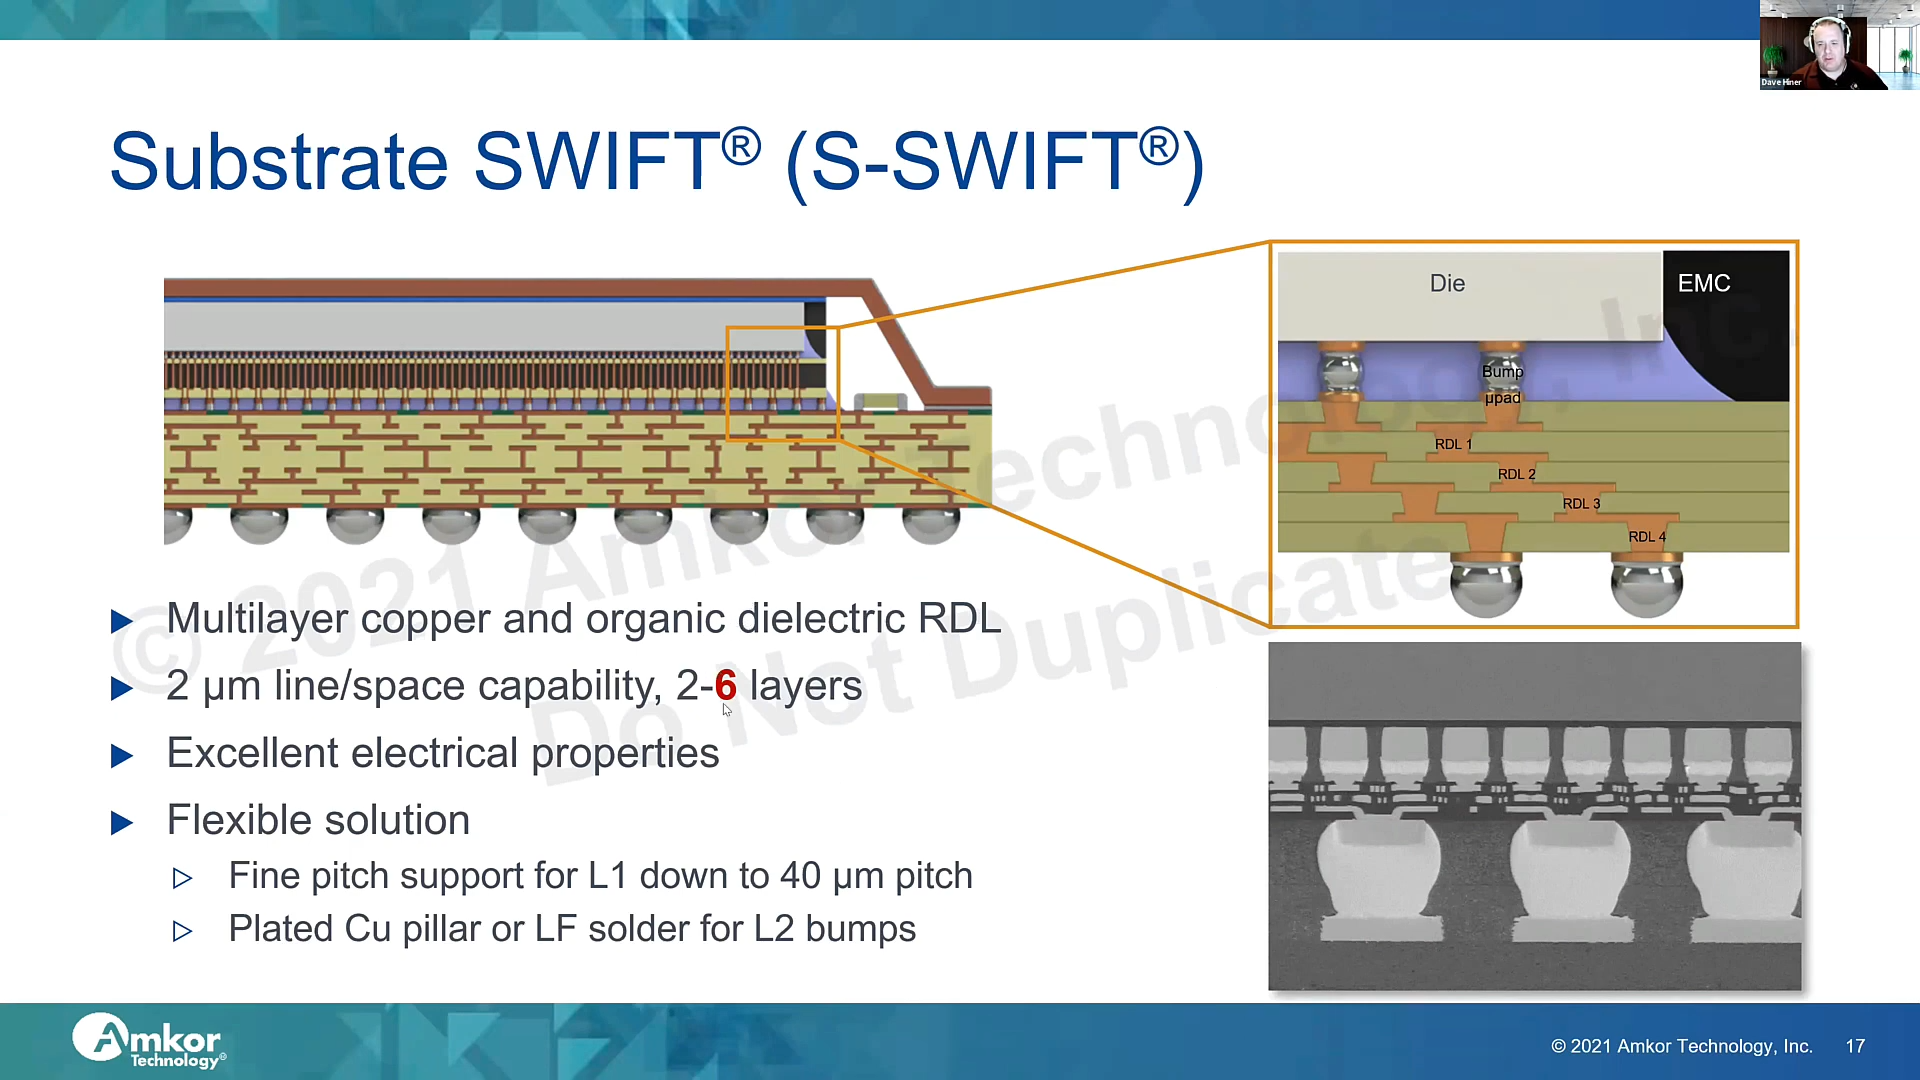 Dave Hiner
Substrate SWIFT® (S-SWIFT®)
Die
EMC
Bump
µpad
RDL 1
RDL 2
RDL 3
RDL 4
© 2021 Amkor Technology, Inc.
Do Not Duplicate
Multilayer copper and organic dielectric RDL
2 µm line/space capability, 2-6 layers
Excellent electrical properties
Flexible solution
Fine pitch support for L1 down to 40 µm pitch
Plated Cu pillar or LF solder for L2 bumps
Amkor
Technology®
© 2021 Amkor Technology, Inc. 17